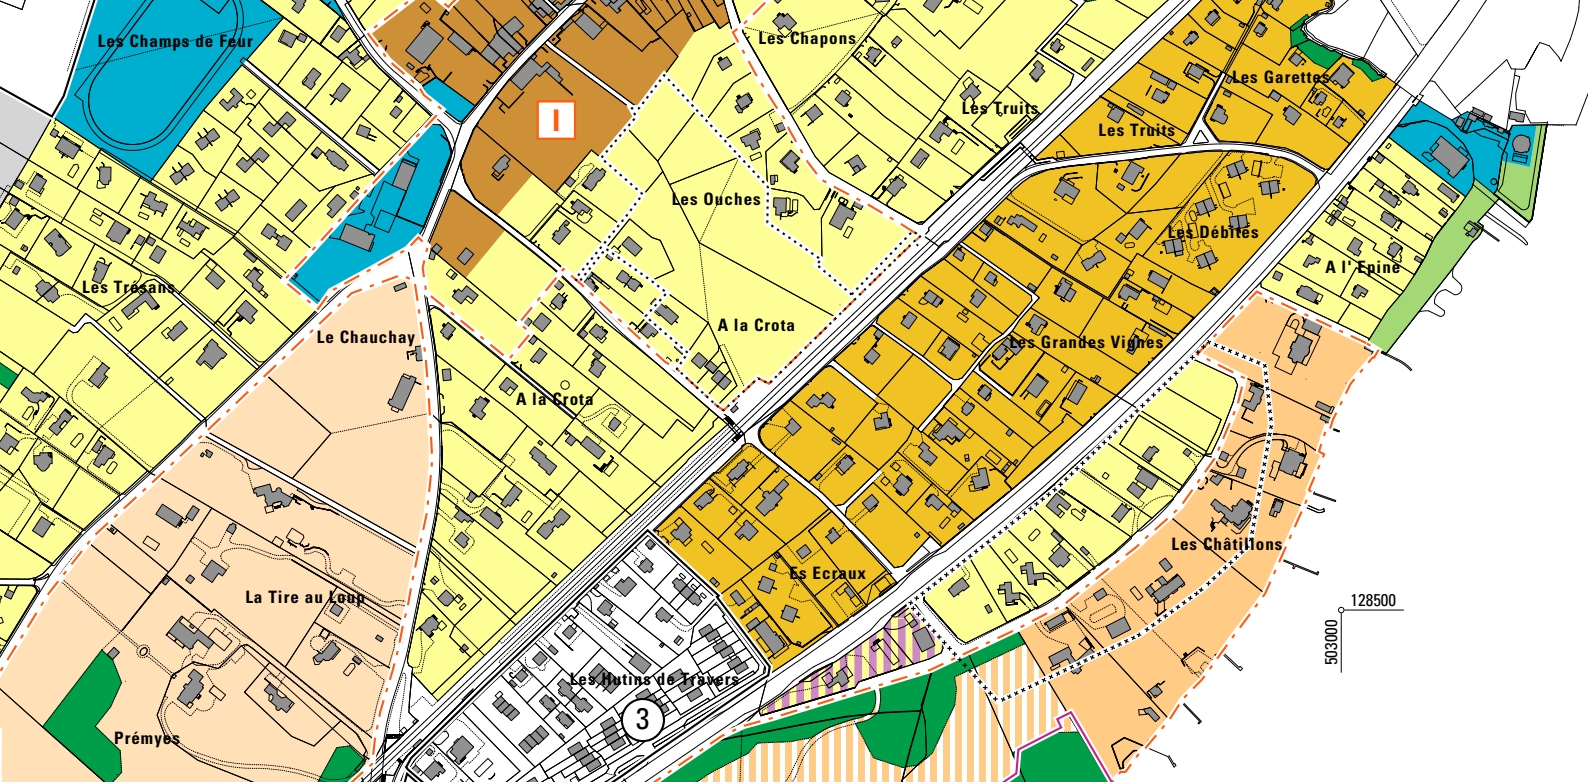 Les Champs de Feur
Les Chapons
Les Garettes
Les Truits
Les Truits
I
Les Ouches
Les Débites
A l' Epine
Les Trésans
A la Crota
Le Chauchay
Les Grandes Vignes
A la Crota
Les Châtillons
Es Ecraux
La Tire au Loup
128500
503000
Les Hutins de Travers
3
Prémyes